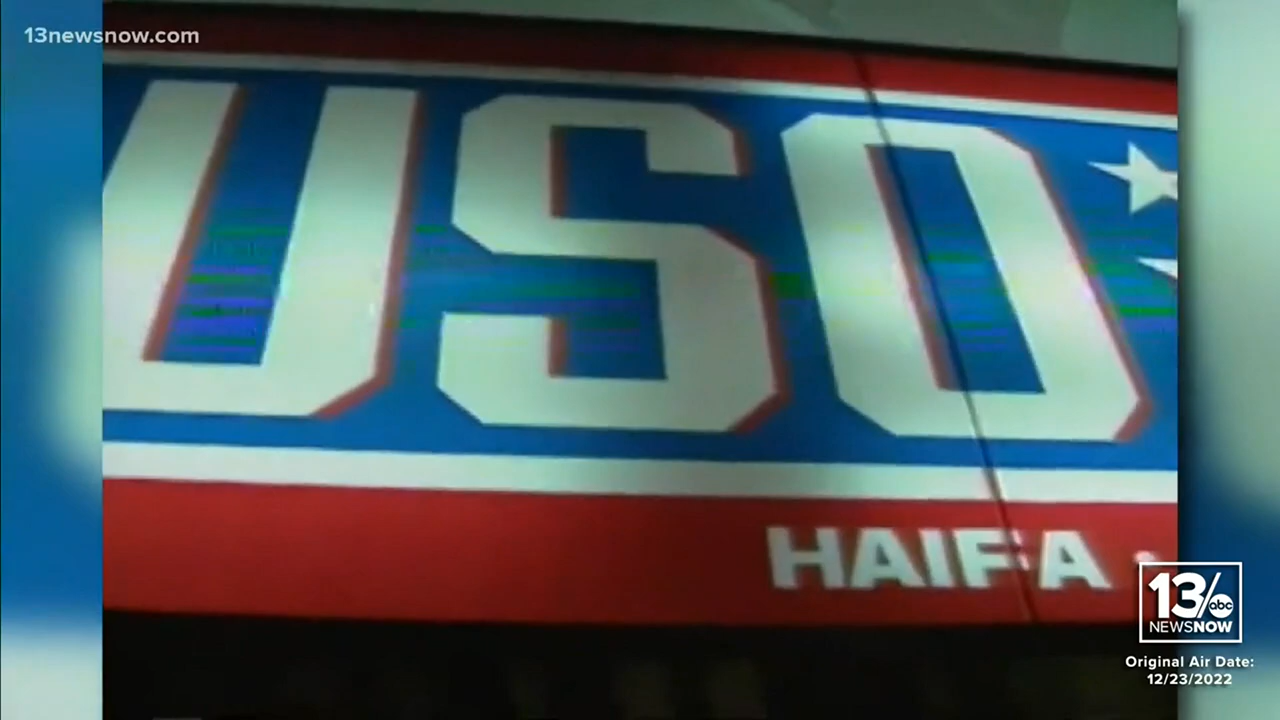 13newsnow.com
USO
HAIFA
13/ abc
NEWSNOW
Original Air Date:
12/23/2022